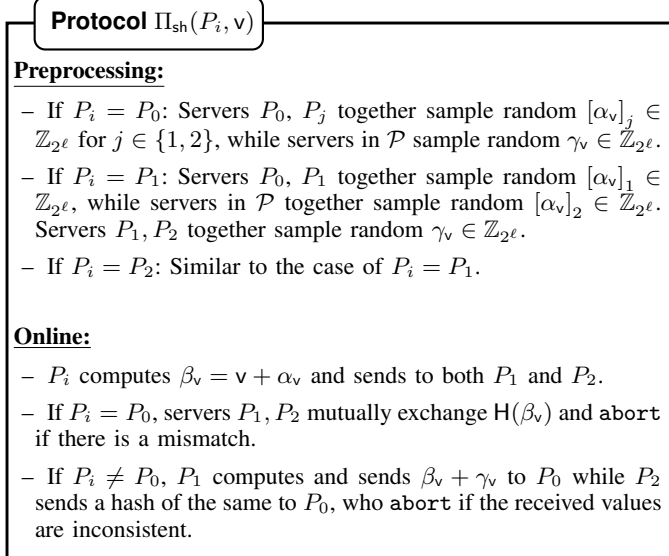 Protocol Π_sh(P_i, v)
Preprocessing:
– If P_i = P_0: Servers P_0, P_j together sample random [α_v]_j ∈
ℤ_{2^ℓ} for j ∈ {1, 2}, while servers in 𝒫 sample random γ_v ∈ ℤ_{2^ℓ}.
– If P_i = P_1: Servers P_0, P_1 together sample random [α_v]_1 ∈
ℤ_{2^ℓ}, while servers in 𝒫 together sample random [α_v]_2 ∈ ℤ_{2^ℓ}.
Servers P_1, P_2 together sample random γ_v ∈ ℤ_{2^ℓ}.
– If P_i = P_2: Similar to the case of P_i = P_1.
Online:
– P_i computes β_v = v + α_v and sends to both P_1 and P_2.
– If P_i = P_0, servers P_1, P_2 mutually exchange H(β_v) and abort
if there is a mismatch.
– If P_i ≠ P_0, P_1 computes and sends β_v + γ_v to P_0 while P_2
sends a hash of the same to P_0, who abort if the received values
are inconsistent.